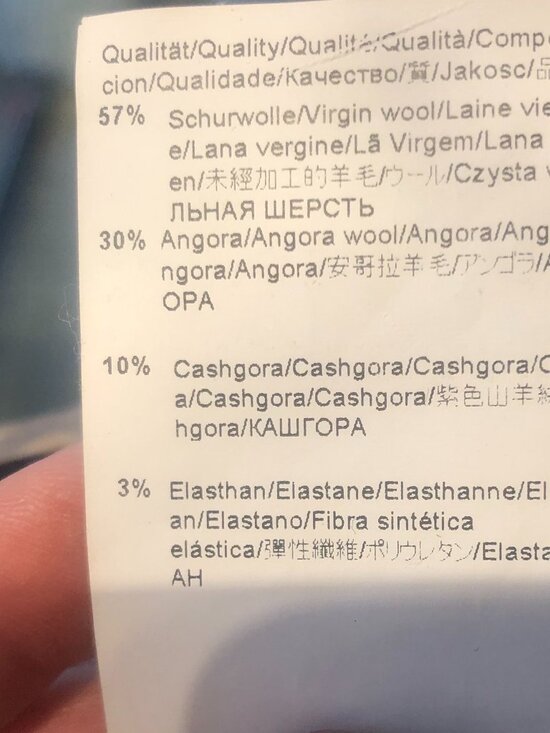 Qualität/Quality/Qualité/Qualità/Compo
cion/Qualidade/Качество/質/Jakosc/品
57% Schurwolle/Virgin wool/Laine vie
e/Lana vergine/Lã Virgem/Lana
en/未經加工的羊毛/ウール/Czysta
ЛЬНАЯ ШЕРСТЬ
30% Angora/Angora wool/Angora/Ang
ngora/Angora/安哥拉羊毛/アンゴラ/A
ОРА
10% Cashgora/Cashgora/Cashgora/C
a/Cashgora/Cashgora/紫色山羊絨
hgora/КАШГОРА
3% Elasthan/Elastane/Elasthanne/El
an/Elastano/Fibra sintética
elástica/彈性纖維/ポリウレタン/Elasta
АН